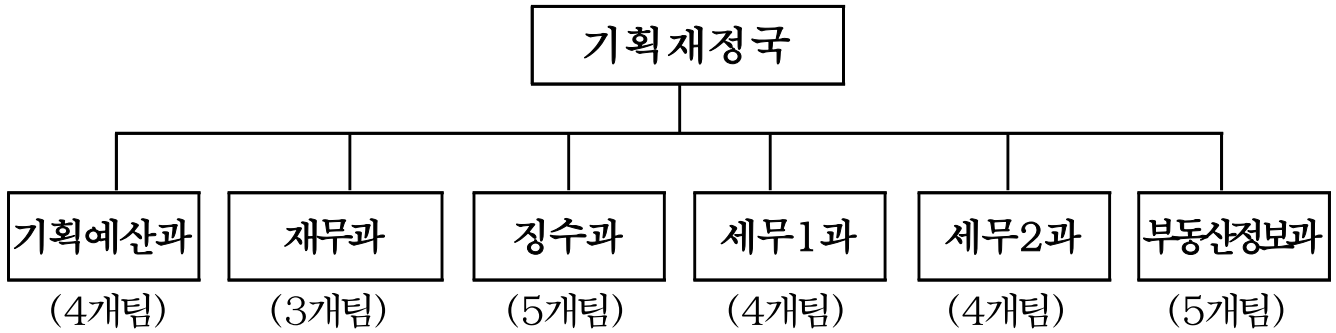 기획재정국
기획예산과 재무과 징수과 세무1과 세무2과 부동산정보과
(4개팀) (3개팀) (5개팀) (4개팀) (4개팀) (5개팀)